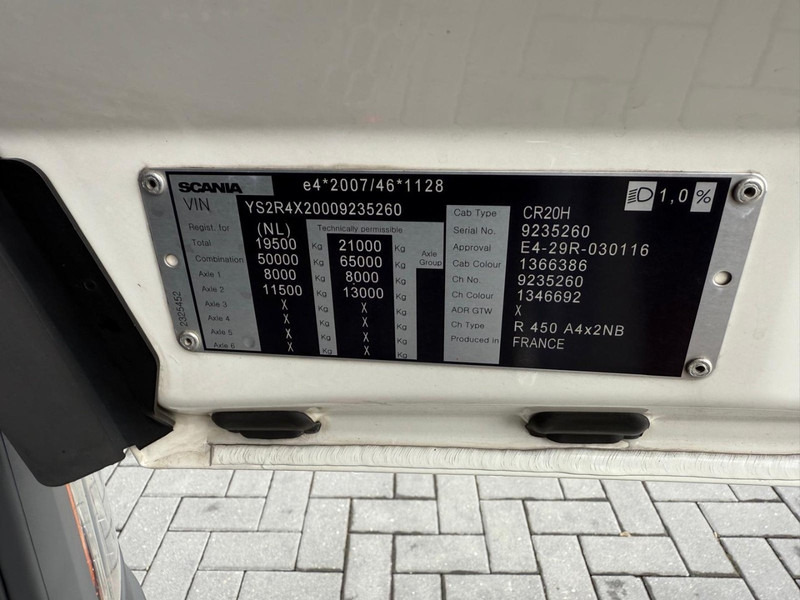 SCANIA e4*2007/46*1128 1,0 %
VIN YS2R4X20009235260
Regist. for (NL) Technically permissible
Total 19500 Kg 21000 Kg Axle Group
Combination 50000 Kg 65000 Kg
Axle 1 8000 Kg 8000 Kg
Axle 2 11500 Kg 13000 Kg
Axle 3 X Kg X Kg
Axle 4 X Kg X Kg
Axle 5 X Kg X Kg
Axle 6 X Kg X Kg
Cab Type CR20H
Serial No. 9235260
Approval E4-29R-030116
Cab Colour 1366386
Ch No. 9235260
Ch Colour 1346692
ADR GTW X
Ch Type R 450 A4x2NB
Produced in FRANCE
2325452